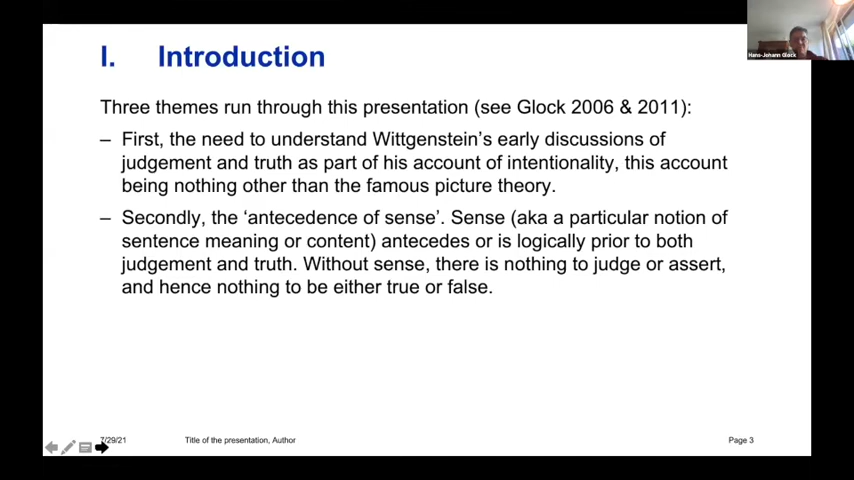 Hans-Johann Glock
I. Introduction
Three themes run through this presentation (see Glock 2006 & 2011):
– First, the need to understand Wittgenstein's early discussions of
judgement and truth as part of his account of intentionality, this account
being nothing other than the famous picture theory.
– Secondly, the ‘antecedence of sense’. Sense (aka a particular notion of
sentence meaning or content) antecedes or is logically prior to both
judgement and truth. Without sense, there is nothing to judge or assert,
and hence nothing to be either true or false.
7/29/21 Title of the presentation, Author Page 3